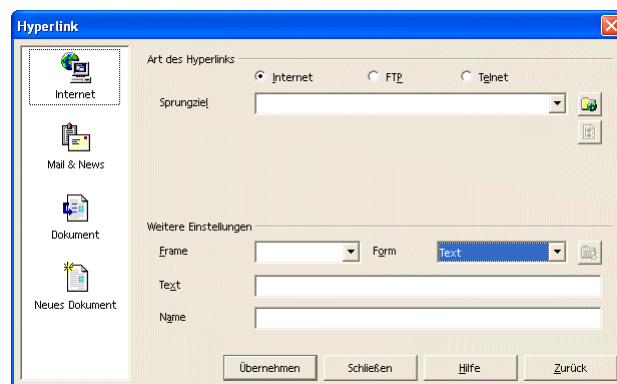 Hyperlink
Internet
Mail & News
Dokument
Neues Dokument
Art des Hyperlinks
Internet FTP Telnet
Sprungziel
Weitere Einstellungen
Frame Form Text
Text
Name
Übernehmen Schließen Hilfe Zurück